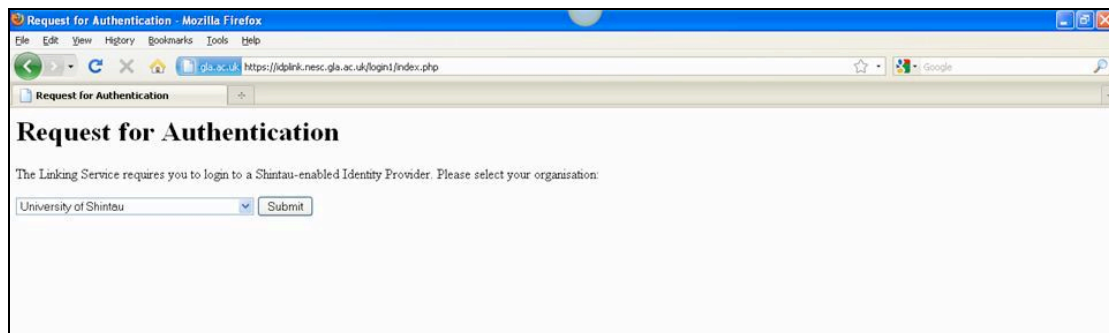 Request for Authentication - Mozilla Firefox
File Edit View History Bookmarks Tools Help
gla.ac.uk https://idplink.nesc.gla.ac.uk/login1/index.php Google
Request for Authentication
Request for Authentication
The Linking Service requires you to login to a Shintau-enabled Identity Provider. Please select your organisation:
University of Shintau Submit